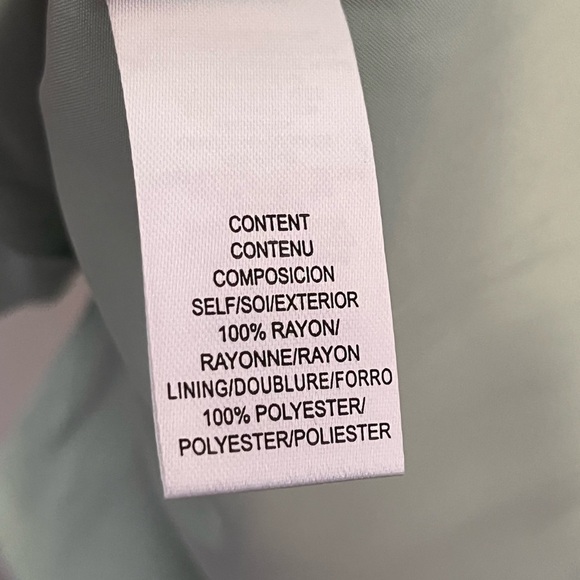 CONTENT
CONTENU
COMPOSICION
SELF/SOI/EXTERIOR
100% RAYON/
RAYONNE/RAYON
LINING/DOUBLURE/FORRO
100% POLYESTER/
POLYESTER/POLIESTER